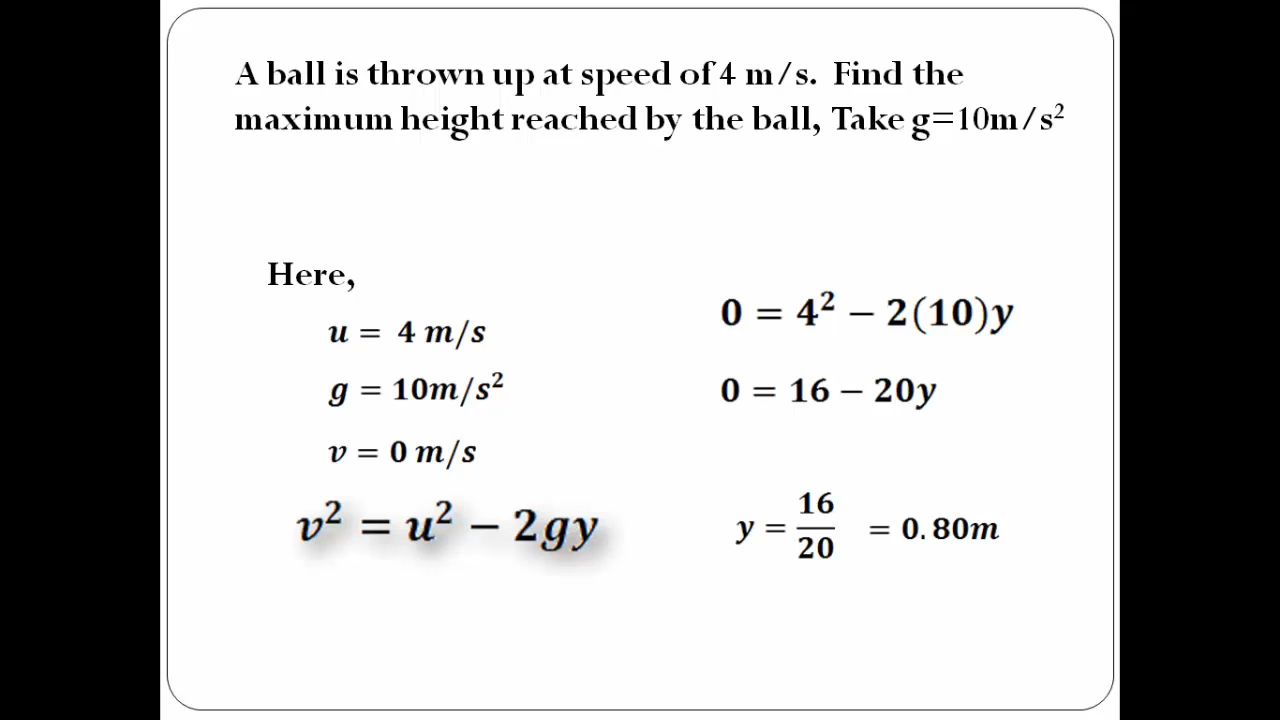 A ball is thrown up at speed of 4 m/s. Find the
maximum height reached by the ball, Take g=10m/s²
Here,
u = 4 m/s
g = 10m/s²
v = 0 m/s
v² = u² − 2gy
0 = 4² − 2(10)y
0 = 16 − 20y
y = 16/20 = 0.80m